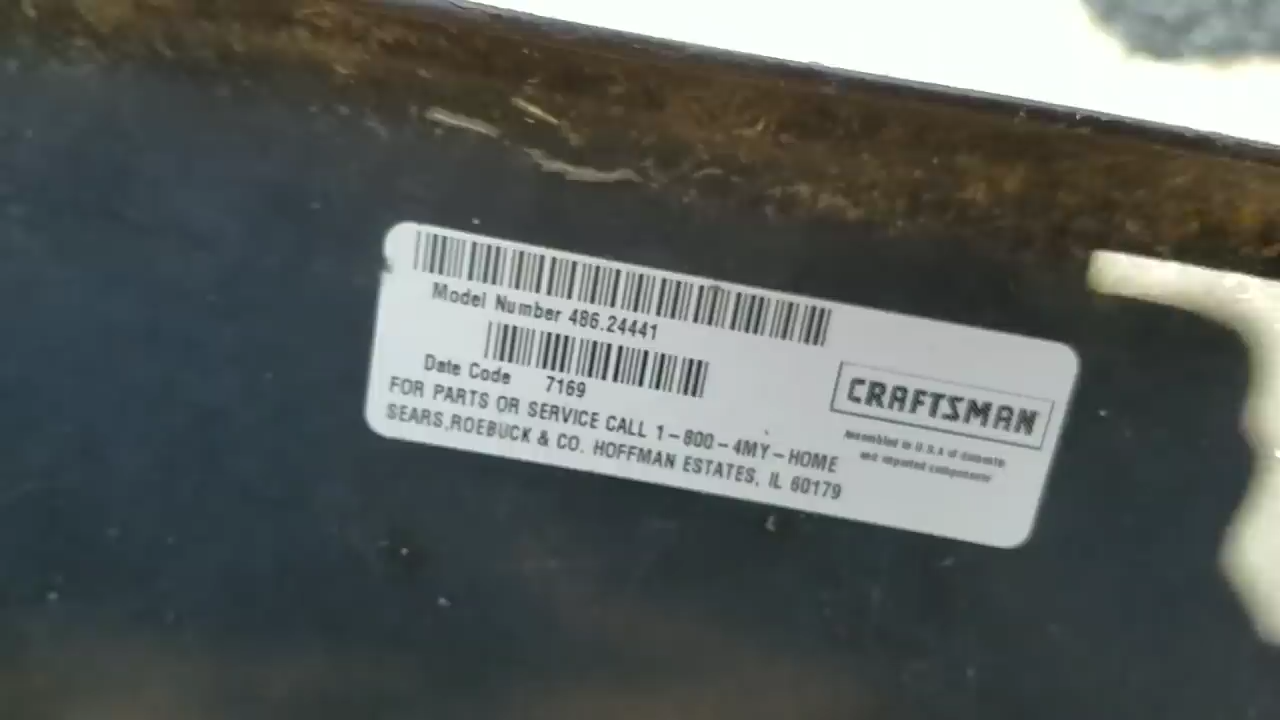 Model Number 486.24441
Date Code 7169
FOR PARTS OR SERVICE CALL 1-800-4MY-HOME
SEARS,ROEBUCK & CO. HOFFMAN ESTATES, IL 60179
CRAFTSMAN
Assembled in U.S.A of domestic
and imported components